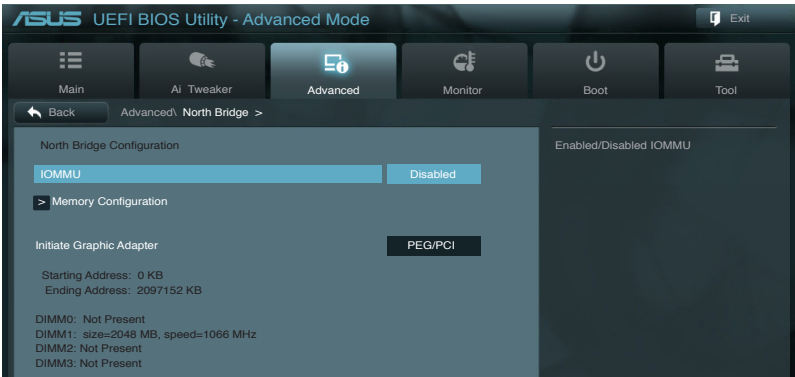 ASUS UEFI BIOS Utility - Advanced Mode Exit
Main Ai Tweaker Advanced Monitor Boot Tool
Back Advanced\ North Bridge >
North Bridge Configuration
Enabled/Disabled IOMMU
IOMMU Disabled
> Memory Configuration
Initiate Graphic Adapter PEG/PCI
Starting Address: 0 KB
Ending Address: 2097152 KB
DIMM0: Not Present
DIMM1: size=2048 MB, speed=1066 MHz
DIMM2: Not Present
DIMM3: Not Present